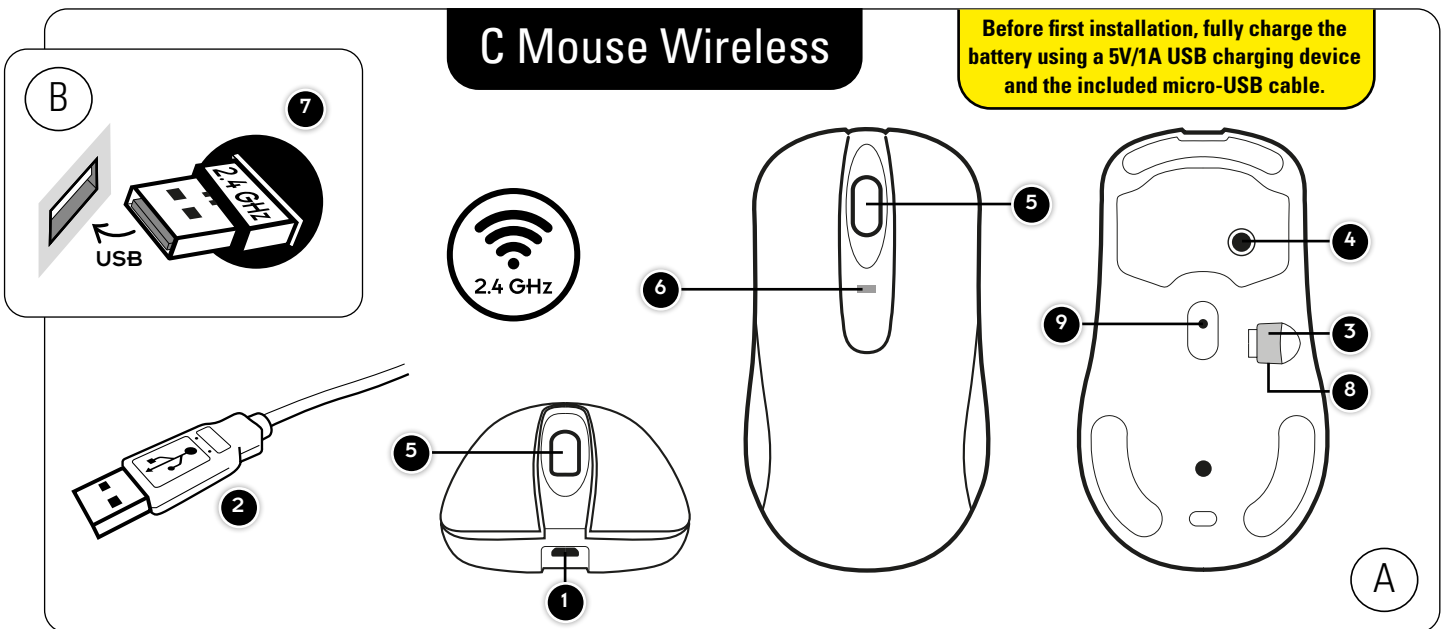 C Mouse Wireless
Before first installation, fully charge the
battery using a 5V/1A USB charging device
and the included micro-USB cable.
B
7
2.4 GHz
USB
2.4 GHz
5
4
6
9
3
8
5
2
1
A